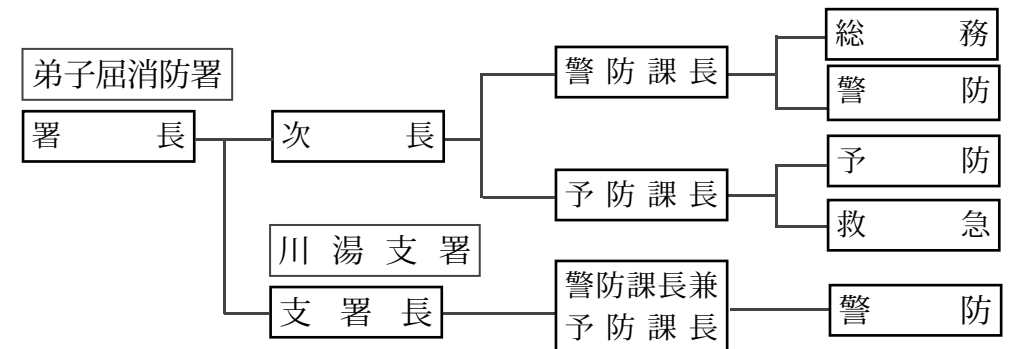 弟子屈消防署
署長
次長
警防課長
総務
警防
予防課長
予防
救急
川湯支署
支署長
警防課長兼
予防課長
警防